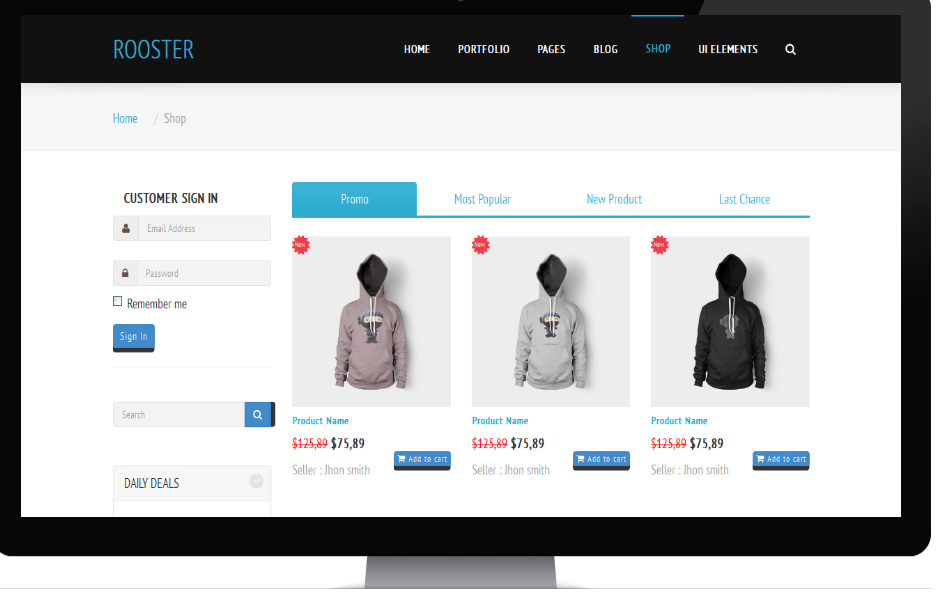 ROOSTER
HOME PORTFOLIO PAGES BLOG SHOP UI ELEMENTS
Home / Shop
CUSTOMER SIGN IN
Email Address
Password
Remember me
Sign In
Search
DAILY DEALS
Promo Most Popular New Product Last Chance
New New New
Product Name Product Name Product Name
$125,89 $75,89 $125,89 $75,89 $125,89 $75,89
Add to cart Add to cart Add to cart
Seller : Jhon smith Seller : Jhon smith Seller : Jhon smith